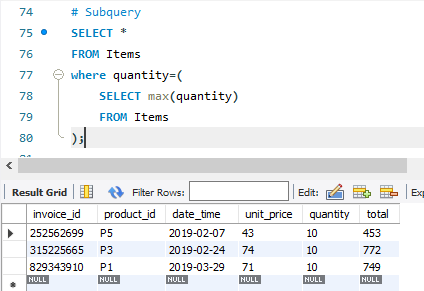 74 # Subquery
75 SELECT *
76 FROM Items
77 where quantity=(
78 SELECT max(quantity)
79 FROM Items
80 );
Result Grid Filter Rows: Edit:
invoice_id product_id date_time unit_price quantity total
252562699 P5 2019-02-07 43 10 453
315225665 P3 2019-02-24 74 10 772
829343910 P1 2019-03-29 71 10 749
NULL NULL NULL NULL NULL NULL